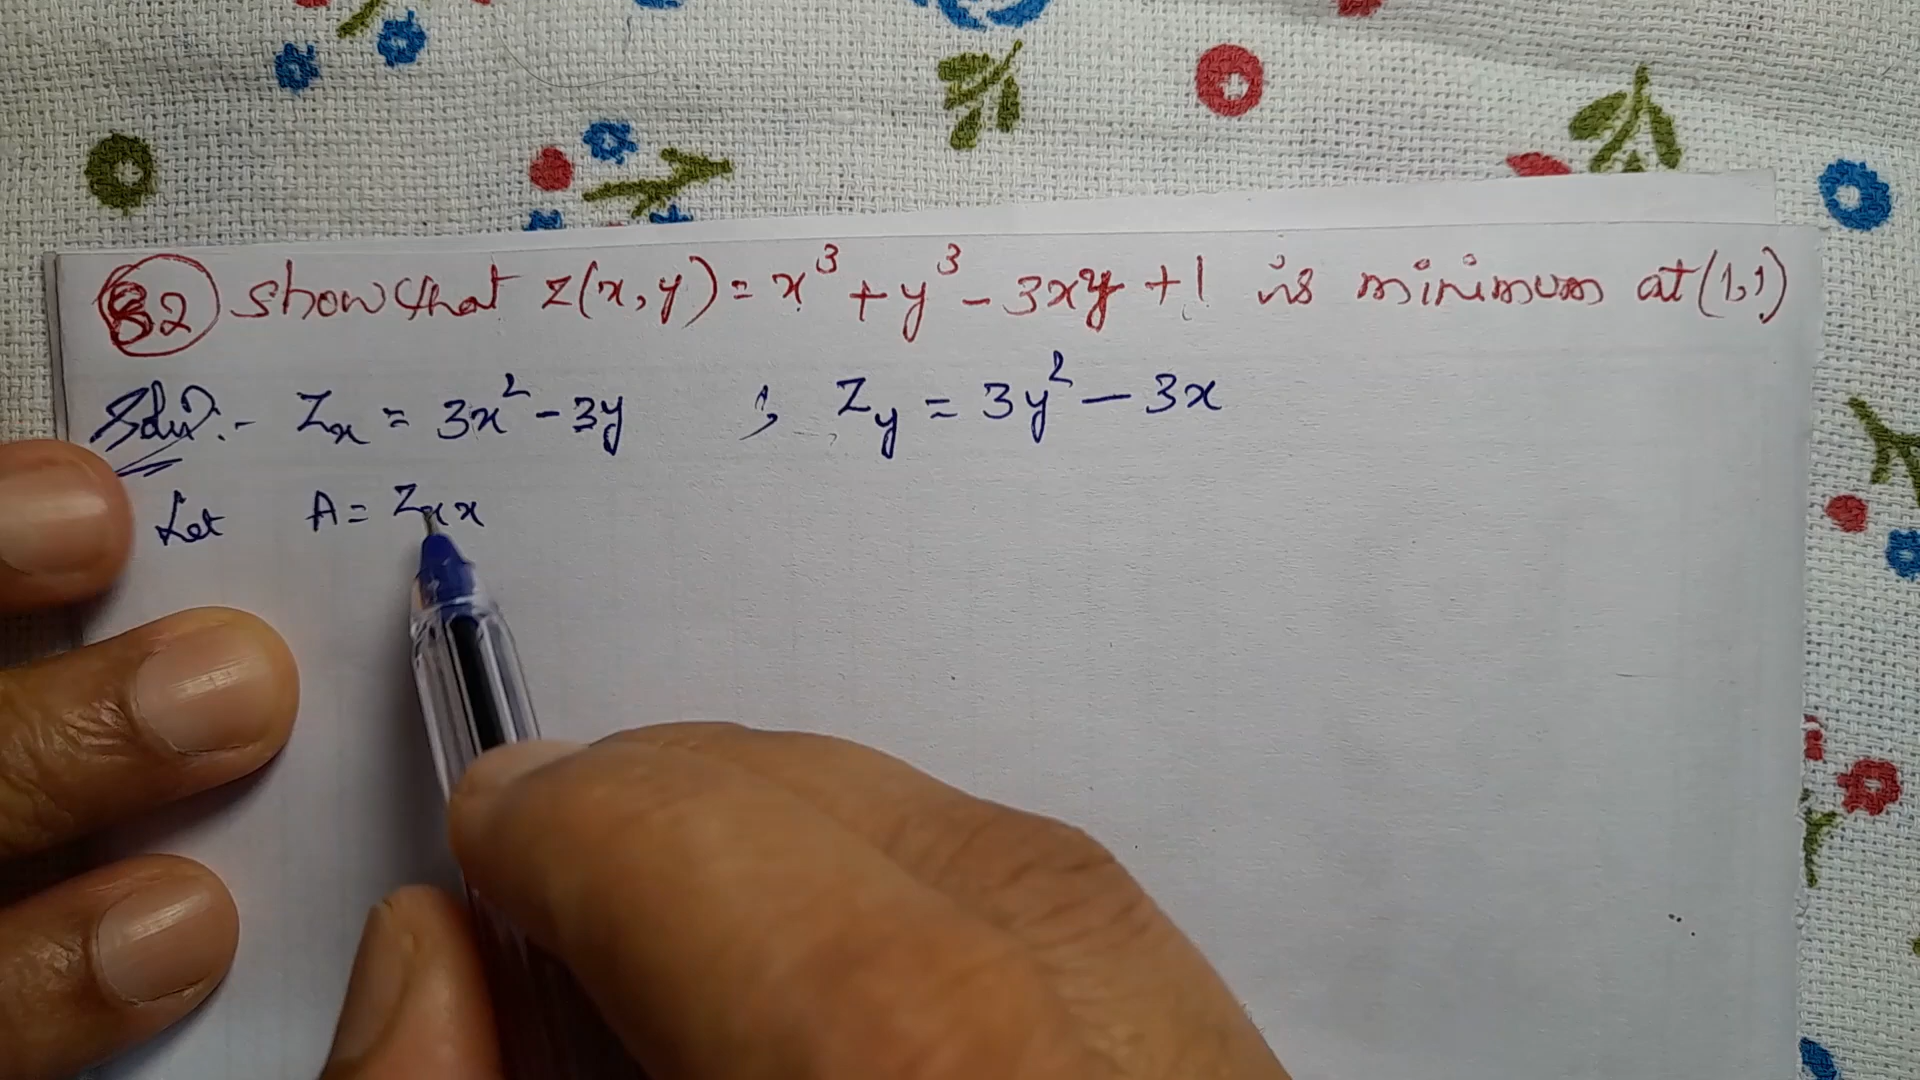 32 show that z(x,y) = x³ + y³ - 3xy + 1 is minimum at (1,1)
Solⁿ:- Zx = 3x² - 3y ; Zy = 3y² - 3x
Let A = Zxx